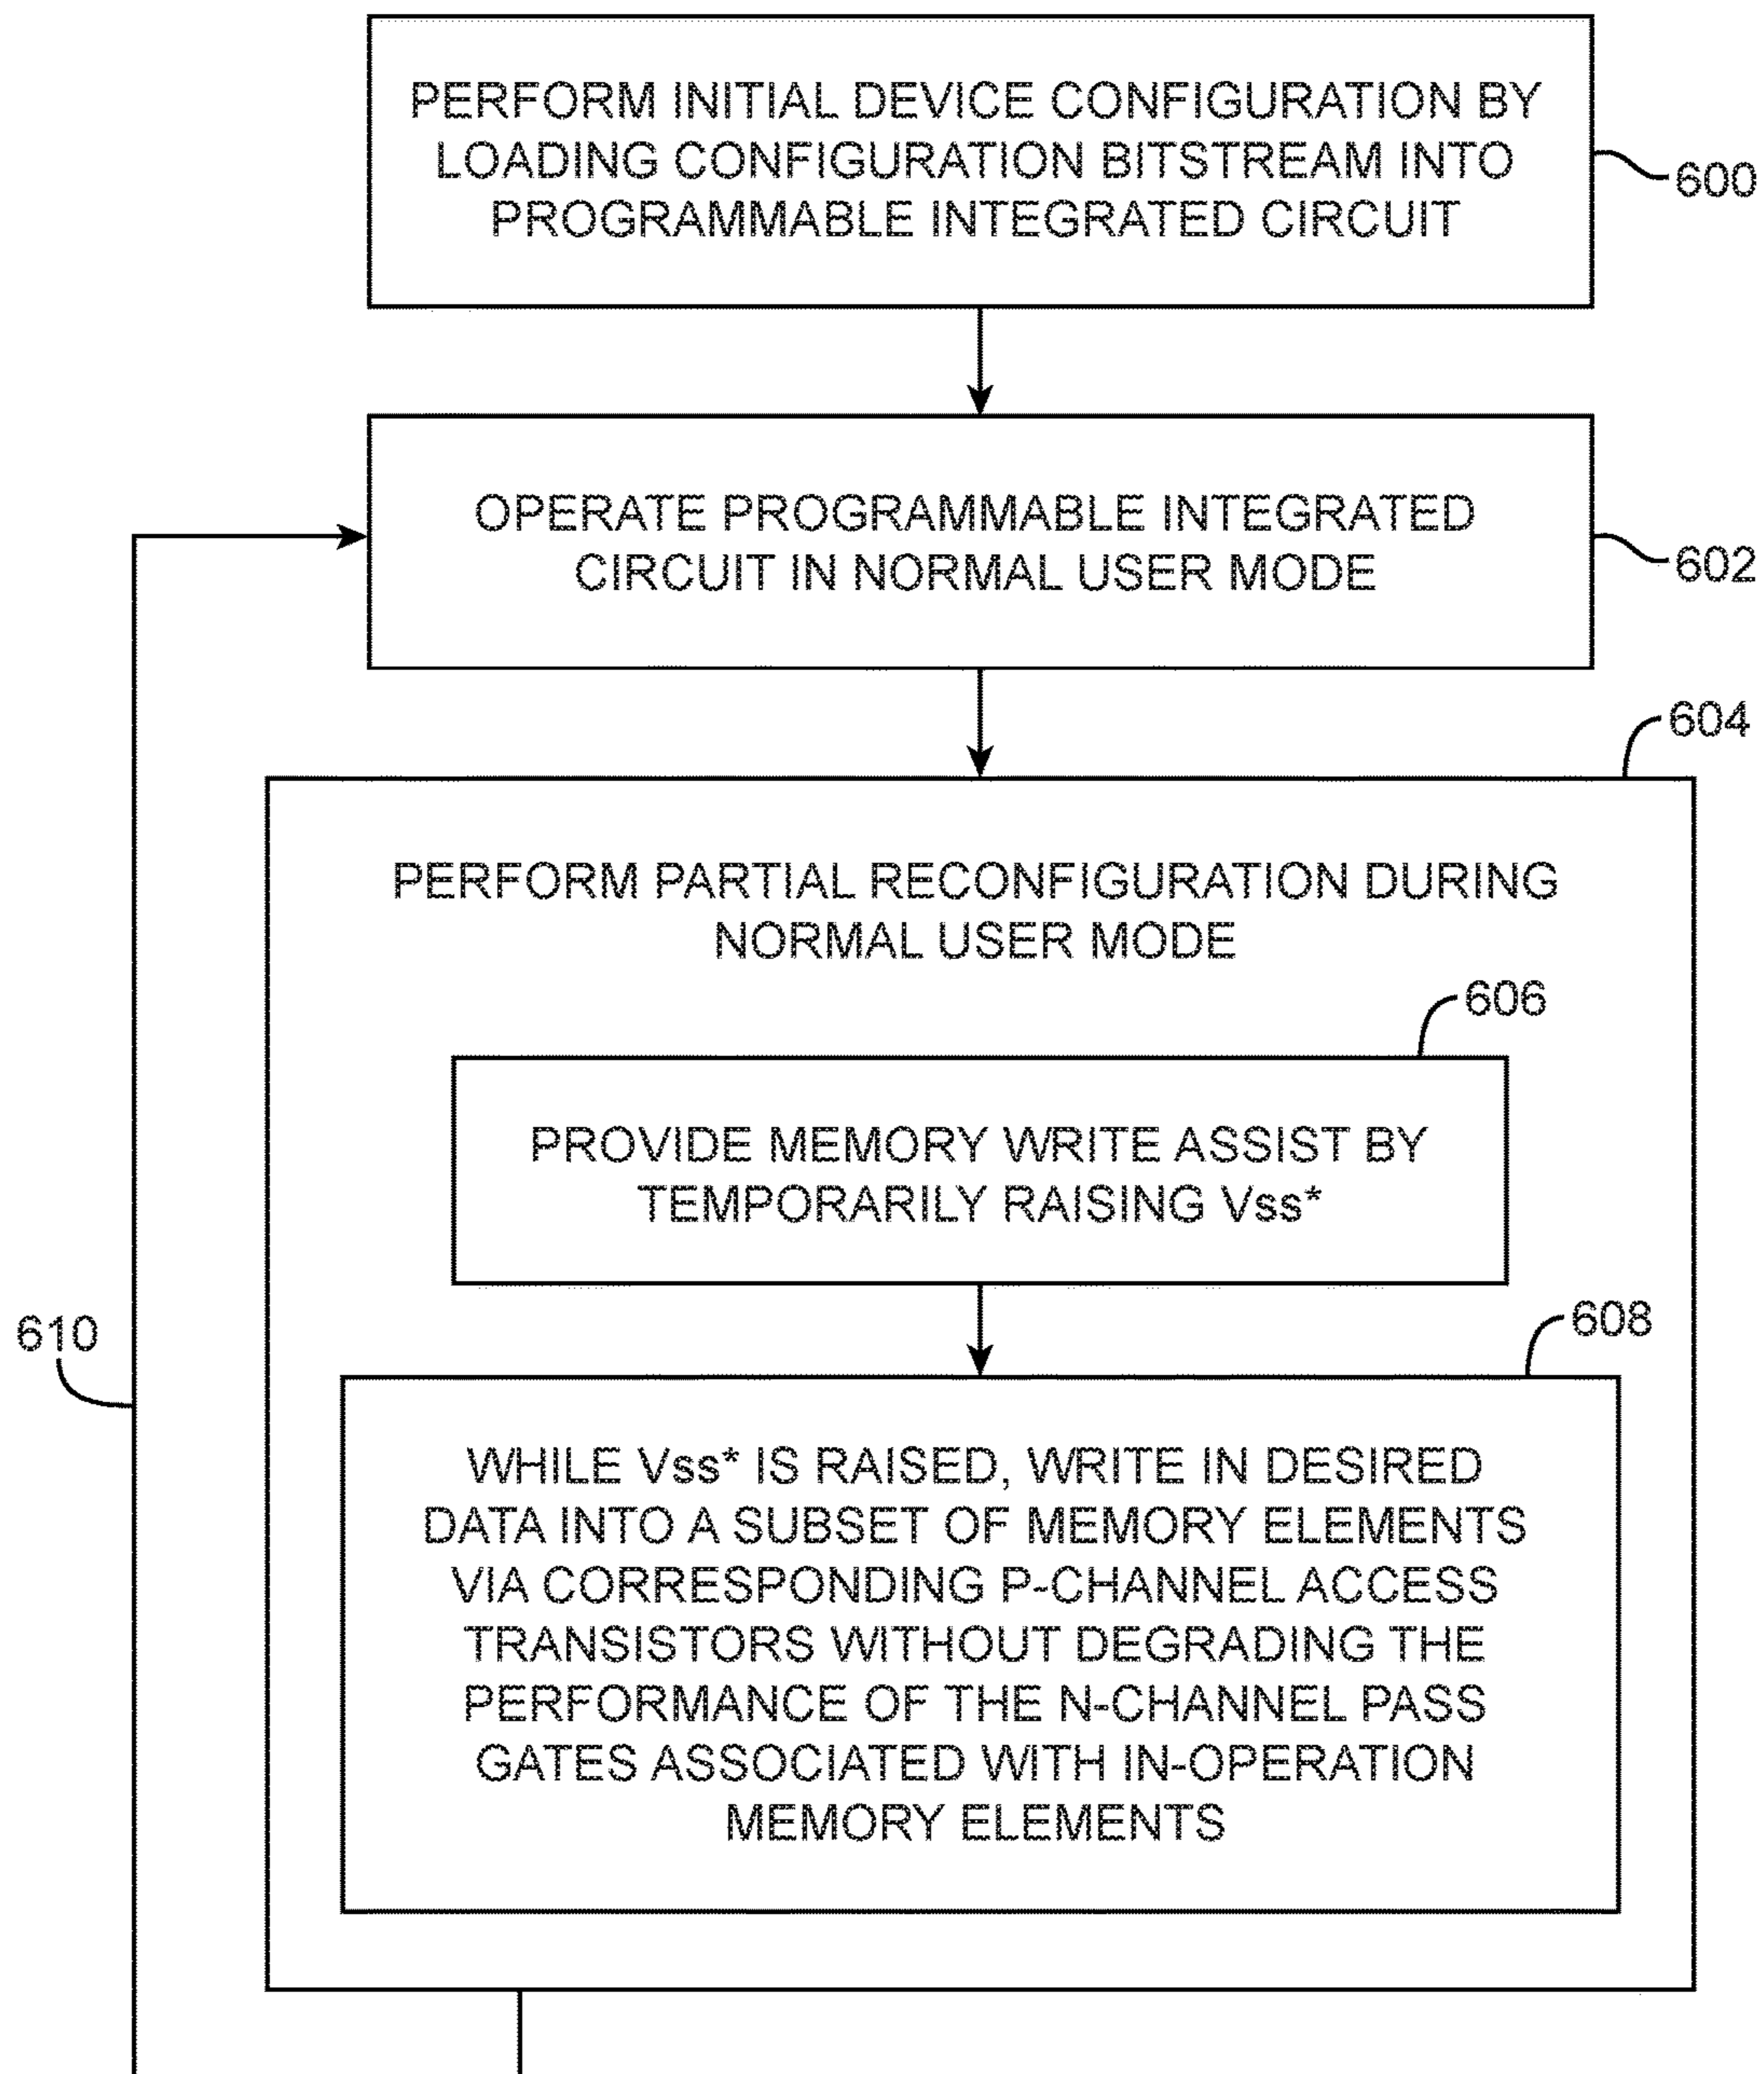 PERFORM INITIAL DEVICE CONFIGURATION BY
LOADING CONFIGURATION BITSTREAM INTO
PROGRAMMABLE INTEGRATED CIRCUIT
600
OPERATE PROGRAMMABLE INTEGRATED
CIRCUIT IN NORMAL USER MODE
602
604
PERFORM PARTIAL RECONFIGURATION DURING
NORMAL USER MODE
606
PROVIDE MEMORY WRITE ASSIST BY
TEMPORARILY RAISING Vss*
610
608
WHILE Vss* IS RAISED, WRITE IN DESIRED
DATA INTO A SUBSET OF MEMORY ELEMENTS
VIA CORRESPONDING P-CHANNEL ACCESS
TRANSISTORS WITHOUT DEGRADING THE
PERFORMANCE OF THE N-CHANNEL PASS
GATES ASSOCIATED WITH IN-OPERATION
MEMORY ELEMENTS